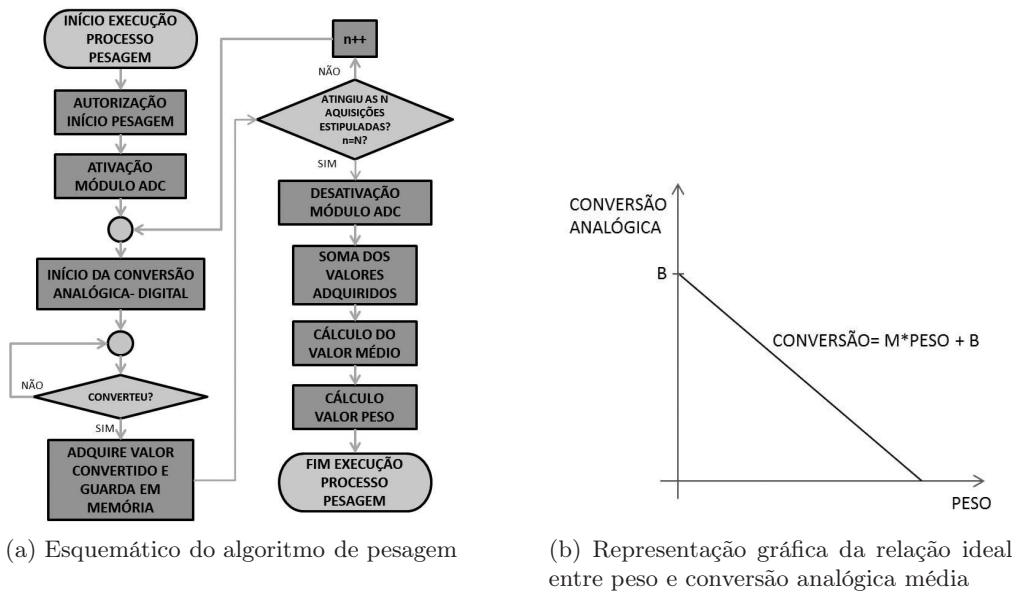 INÍCIO EXECUÇÃO
PROCESSO
PESAGEM
AUTORIZAÇÃO
INÍCIO PESAGEM
ATIVAÇÃO
MÓDULO ADC
INÍCIO DA CONVERSÃO
ANALÓGICA- DIGITAL
NÃO
CONVERTEU?
SIM
ADQUIRE VALOR
CONVERTIDO E
GUARDA EM
MEMÓRIA
n++
NÃO
ATINGIU AS N
AQUISIÇÕES
ESTIPULADAS?
n=N?
SIM
DESATIVAÇÃO
MÓDULO ADC
SOMA DOS
VALORES
ADQUIRIDOS
CÁLCULO DO
VALOR MÉDIO
CÁLCULO
VALOR PESO
FIM EXECUÇÃO
PROCESSO
PESAGEM
(a) Esquemático do algoritmo de pesagem
CONVERSÃO
ANALÓGICA
B
CONVERSÃO= M*PESO + B
PESO
(b) Representação gráfica da relação ideal
entre peso e conversão analógica média